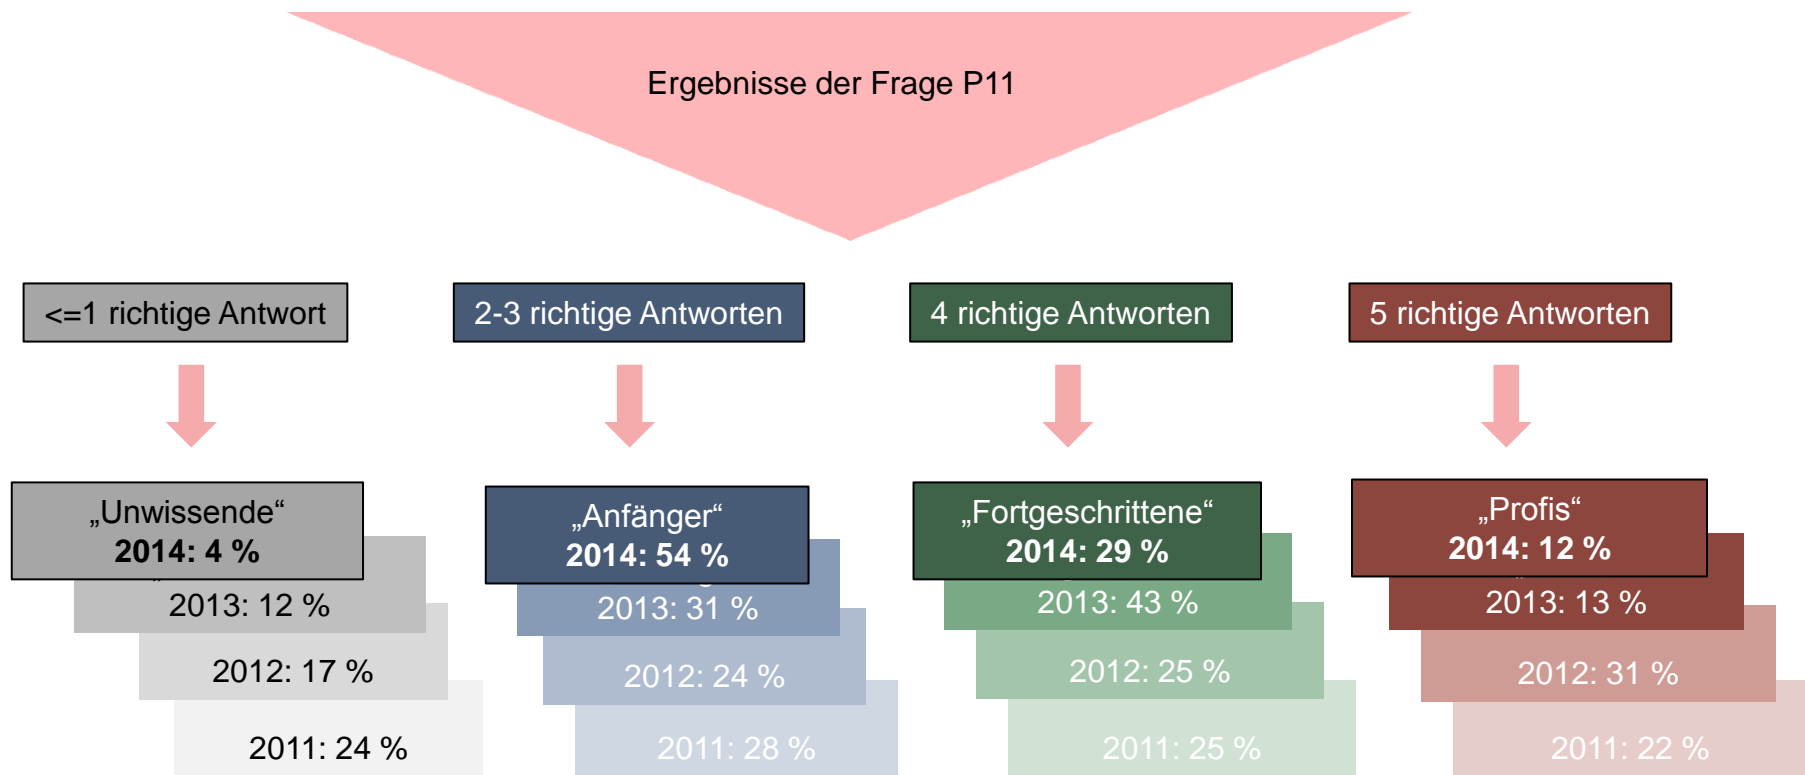 Ergebnisse der Frage P11
<=1 richtige Antwort
2-3 richtige Antworten
4 richtige Antworten
5 richtige Antworten
„Unwissende“
2014: 4 %
2013: 12 %
2012: 17 %
2011: 24 %
„Anfänger“
2014: 54 %
2013: 31 %
2012: 24 %
2011: 28 %
„Fortgeschrittene“
2014: 29 %
2013: 43 %
2012: 25 %
2011: 25 %
„Profis“
2014: 12 %
2013: 13 %
2012: 31 %
2011: 22 %